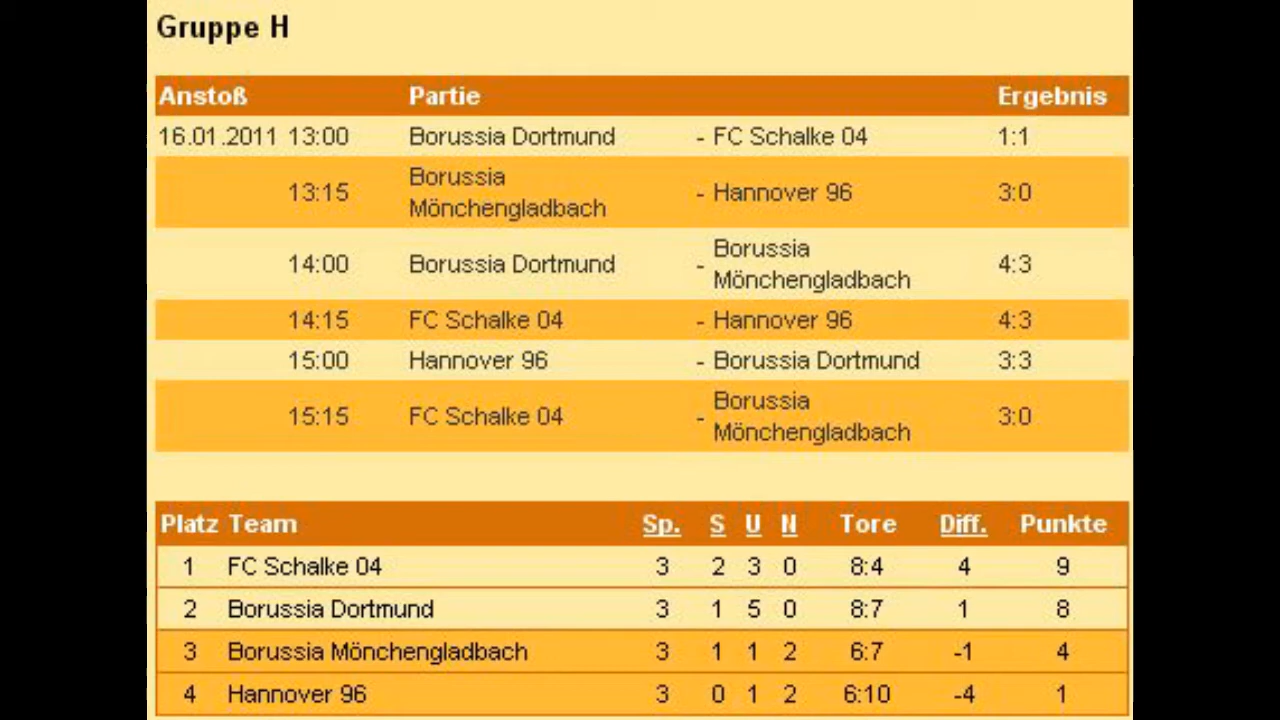 Gruppe H
Anstoß Partie Ergebnis
16.01.2011 13:00 Borussia Dortmund - FC Schalke 04 1:1
13:15 Borussia Mönchengladbach - Hannover 96 3:0
14:00 Borussia Dortmund - Borussia Mönchengladbach 4:3
14:15 FC Schalke 04 - Hannover 96 4:3
15:00 Hannover 96 - Borussia Dortmund 3:3
15:15 FC Schalke 04 - Borussia Mönchengladbach 3:0
Platz Team Sp. S U N Tore Diff. Punkte
1 FC Schalke 04 3 2 3 0 8:4 4 9
2 Borussia Dortmund 3 1 5 0 8:7 1 8
3 Borussia Mönchengladbach 3 1 1 2 6:7 -1 4
4 Hannover 96 3 0 1 2 6:10 -4 1